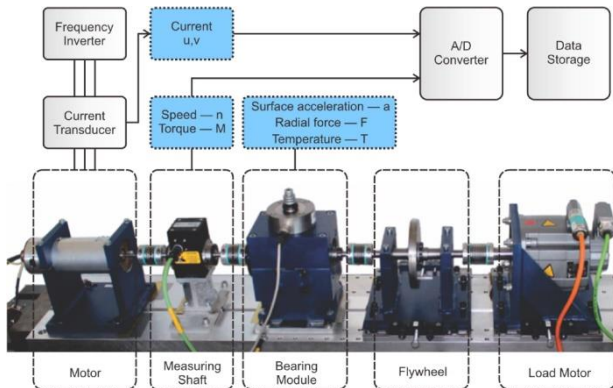 Frequency
Inverter
Current
u,v
A/D
Converter
Data
Storage
Current
Transducer
Speed — n
Torque — M
Surface acceleration — a
Radial force — F
Temperature — T
Motor
Measuring
Shaft
Bearing
Module
Flywheel
Load Motor